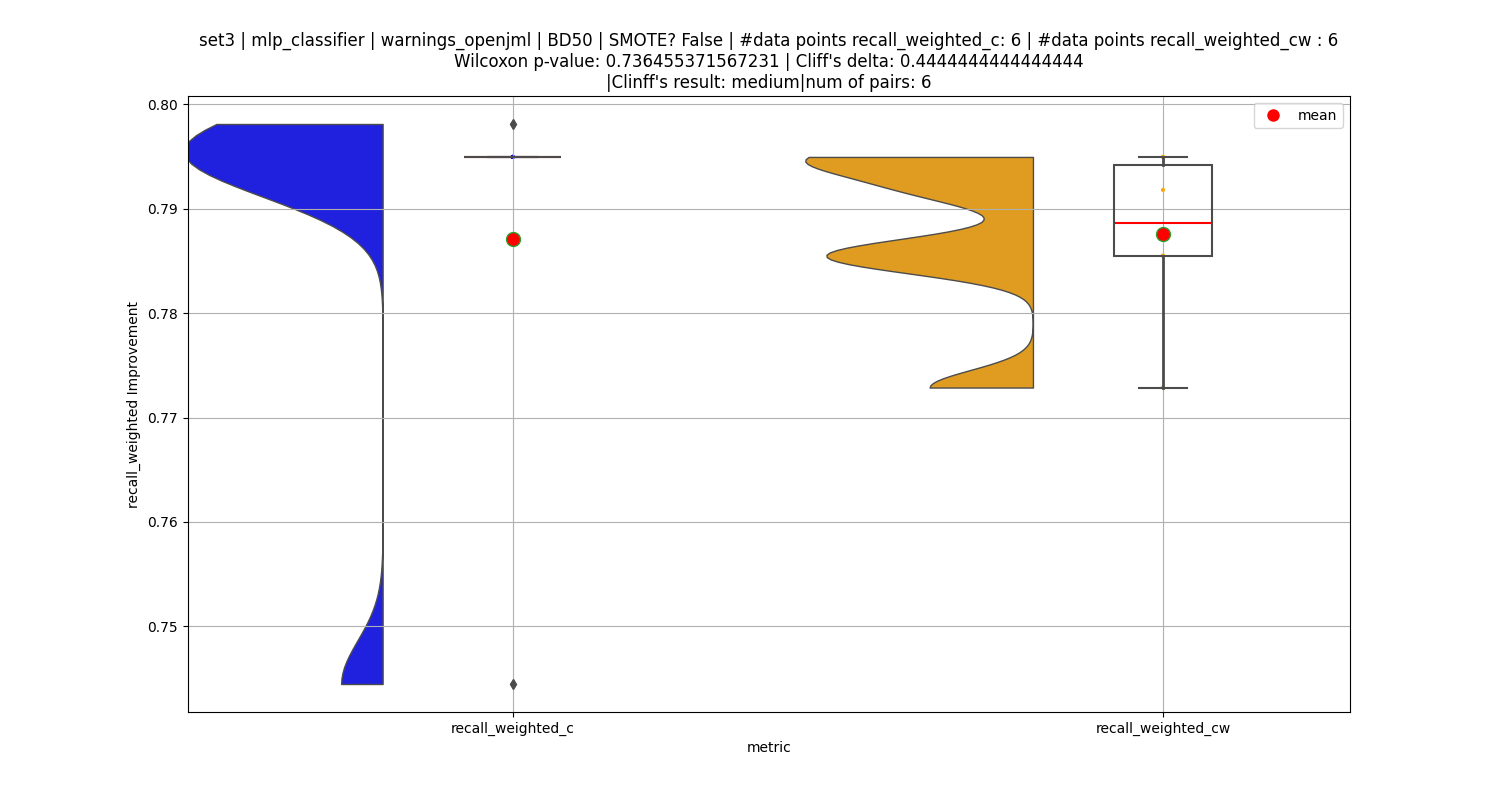 set3 | mlp_classifier | warnings_openjml | BD50 | SMOTE? False | #data points recall_weighted_c: 6 | #data points recall_weighted_cw : 6
Wilcoxon p-value: 0.736455371567231 | Cliff's delta: 0.4444444444444444
|Clinff's result: medium|num of pairs: 6
mean
0.80
0.79
0.78
0.77
0.76
0.75
recall_weighted Improvement
recall_weighted_c
recall_weighted_cw
metric